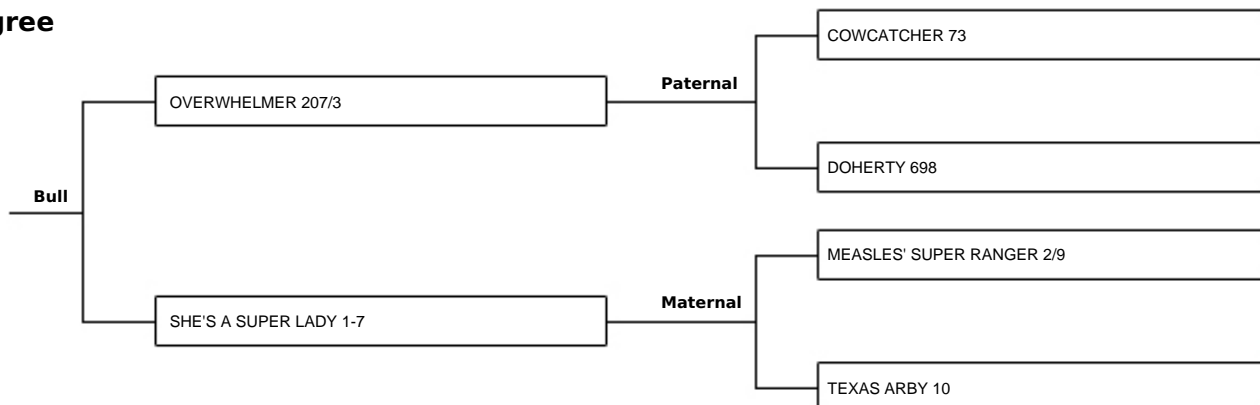 COWCATCHER 73
OVERWHELMER 207/3
Paternal
DOHERTY 698
Bull
MEASLES' SUPER RANGER 2/9
SHE'S A SUPER LADY 1-7
Maternal
TEXAS ARBY 10